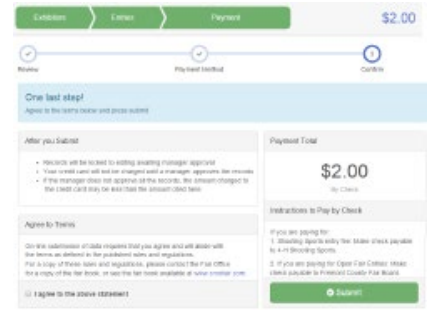 Exhibitors Entries Payment $2.00
Review Payment Method Confirm
One last step!
Agree to the terms below and press submit
After you Submit
• Records will be locked to editing awaiting manager approval
• Your credit card will not be charged until a manager approves the records
• If the manager does not approve all the records, the amount charged to
the credit card may be less than the amount cited here
Payment Total
$2.00
By Check
Agree to Terms
On-line submission of data requires that you agree and will abide with
the terms as defined in the published rules and regulations.
For a copy of these rules and regulations, please contact the Fair Office
for a copy of the fair book, or see the fair book available at
I agree to the above statement
Instructions to Pay by Check
If you are paying for:
1. Shooting Sports entry fee: Make check payable
to 4-H Shooting Sports.
2. If you are paying for Open Fair Entries: Make
check payable to Fremont County Fair Board.
Submit